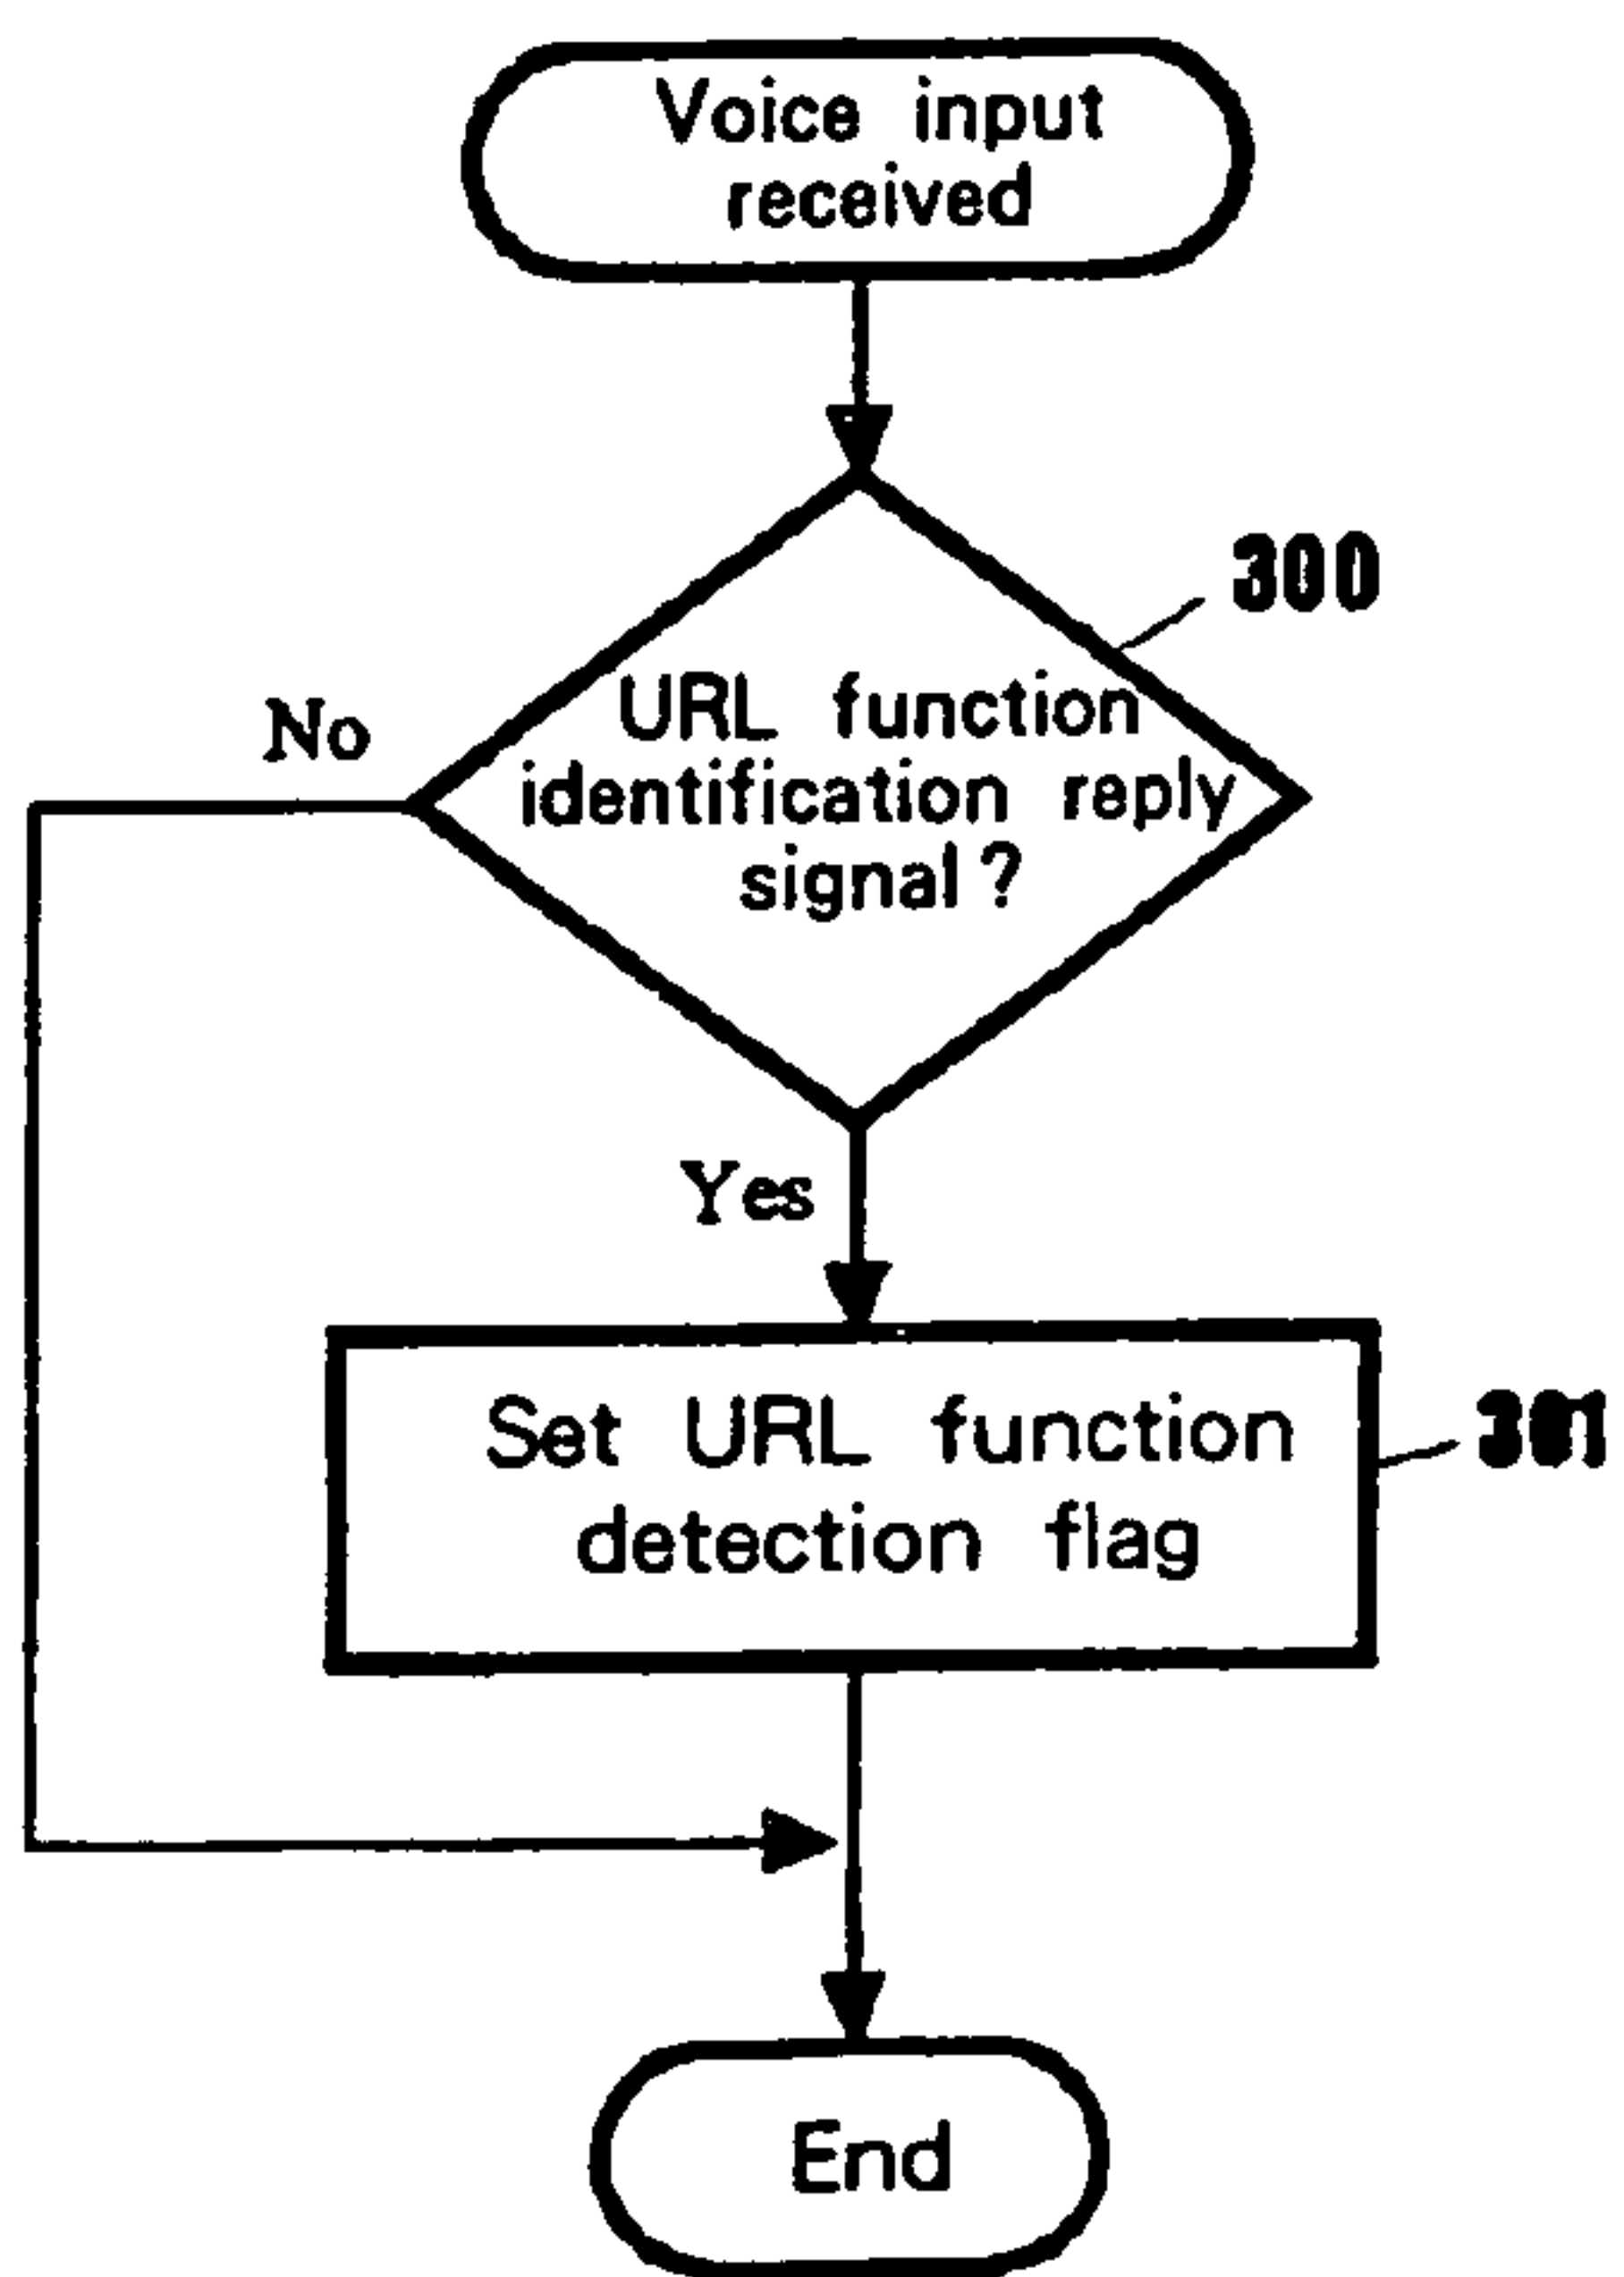 Voice input
received
300
No
URL function
identification reply
signal ?
Yes
Set URL function
detection flag
301
End